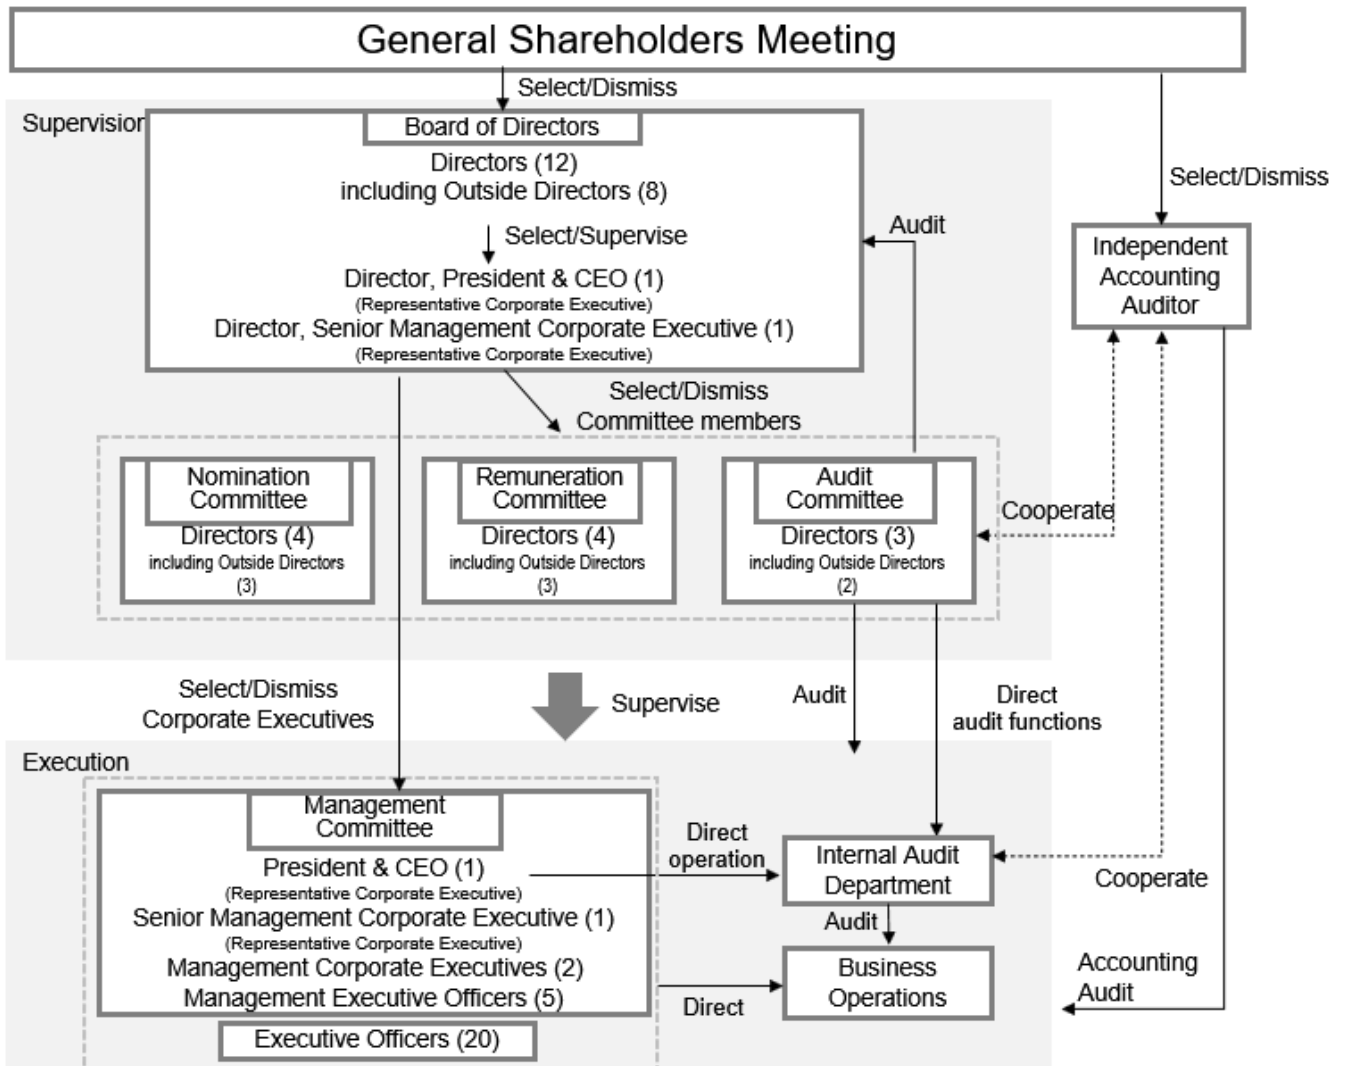 General Shareholders Meeting
Select/Dismiss
Supervision
Board of Directors
Directors (12)
including Outside Directors (8)
Select/Supervise
Director, President & CEO (1)
(Representative Corporate Executive)
Director, Senior Management Corporate Executive (1)
(Representative Corporate Executive)
Audit
Select/Dismiss
Independent
Accounting
Auditor
Select/Dismiss
Committee members
Nomination
Committee
Directors (4)
including Outside Directors
(3)
Remuneration
Committee
Directors (4)
including Outside Directors
(3)
Audit
Committee
Directors (3)
including Outside Directors
(2)
Cooperate
Select/Dismiss
Corporate Executives
Supervise
Audit
Direct
audit functions
Execution
Management
Committee
President & CEO (1)
(Representative Corporate Executive)
Senior Management Corporate Executive (1)
(Representative Corporate Executive)
Management Corporate Executives (2)
Management Executive Officers (5)
Executive Officers (20)
Direct
operation
Internal Audit
Department
Cooperate
Audit
Business
Operations
Direct
Accounting
Audit